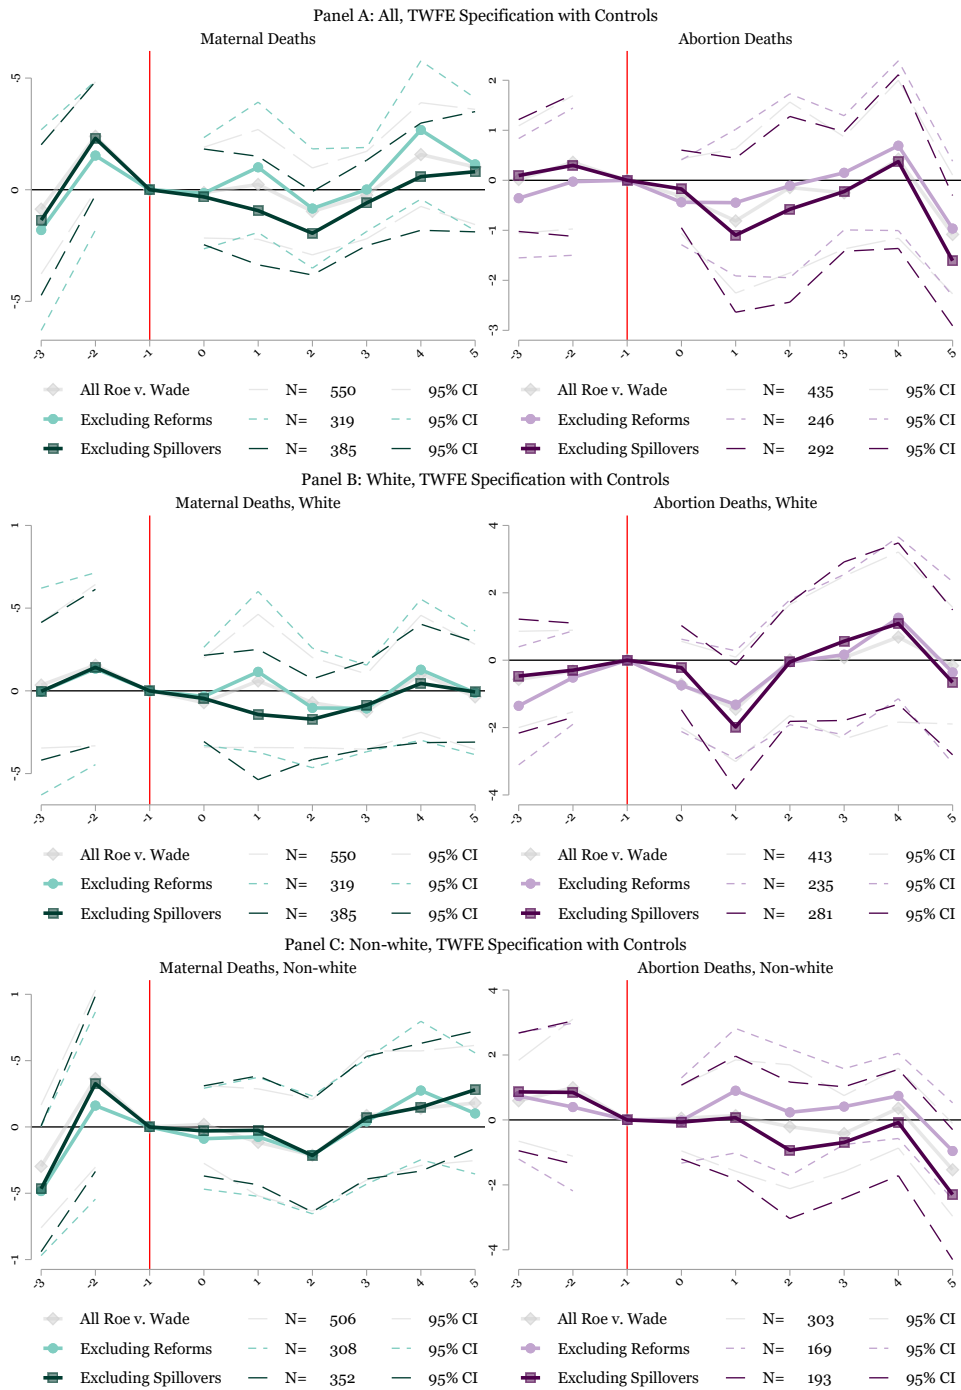 Panel A: All, TWFE Specification with Controls
Maternal Deaths
Abortion Deaths
.5
0
-.5
-3 -2 -1 0 1 2 3 4 5
2
1
0
-1
-2
-3
-3 -2 -1 0 1 2 3 4 5
All Roe v. Wade N= 550 95% CI
Excluding Reforms N= 319 95% CI
Excluding Spillovers N= 385 95% CI
All Roe v. Wade N= 435 95% CI
Excluding Reforms N= 246 95% CI
Excluding Spillovers N= 292 95% CI
Panel B: White, TWFE Specification with Controls
Maternal Deaths, White
Abortion Deaths, White
1
.5
0
-.5
-3 -2 -1 0 1 2 3 4 5
4
2
0
-2
-4
-3 -2 -1 0 1 2 3 4 5
All Roe v. Wade N= 550 95% CI
Excluding Reforms N= 319 95% CI
Excluding Spillovers N= 385 95% CI
All Roe v. Wade N= 413 95% CI
Excluding Reforms N= 235 95% CI
Excluding Spillovers N= 281 95% CI
Panel C: Non-white, TWFE Specification with Controls
Maternal Deaths, Non-white
Abortion Deaths, Non-white
1
.5
0
-.5
-1
-3 -2 -1 0 1 2 3 4 5
4
2
0
-2
-4
-3 -2 -1 0 1 2 3 4 5
All Roe v. Wade N= 506 95% CI
Excluding Reforms N= 308 95% CI
Excluding Spillovers N= 352 95% CI
All Roe v. Wade N= 303 95% CI
Excluding Reforms N= 169 95% CI
Excluding Spillovers N= 193 95% CI